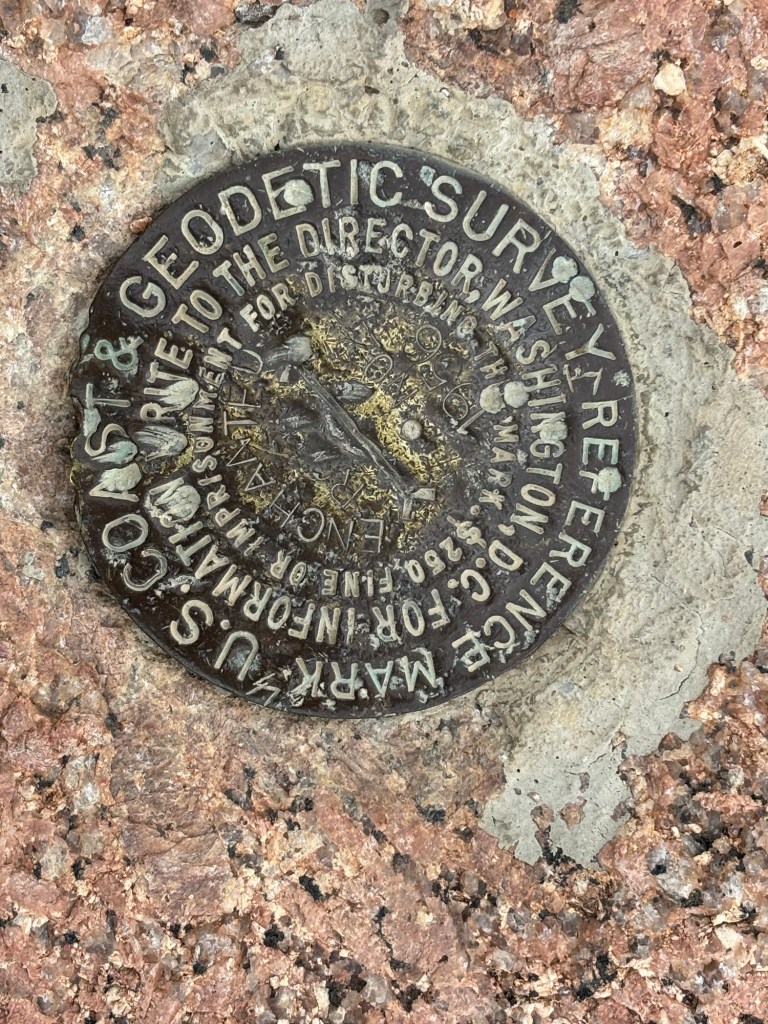 U.S. COAST & GEODETIC SURVEY REFERENCE MARK
FOR INFORMATION WRITE TO THE DIRECTOR, WASHINGTON, D.C.
$250, FINE OR IMPRISONMENT FOR DISTURBING THIS MARK.
ENCHANTED